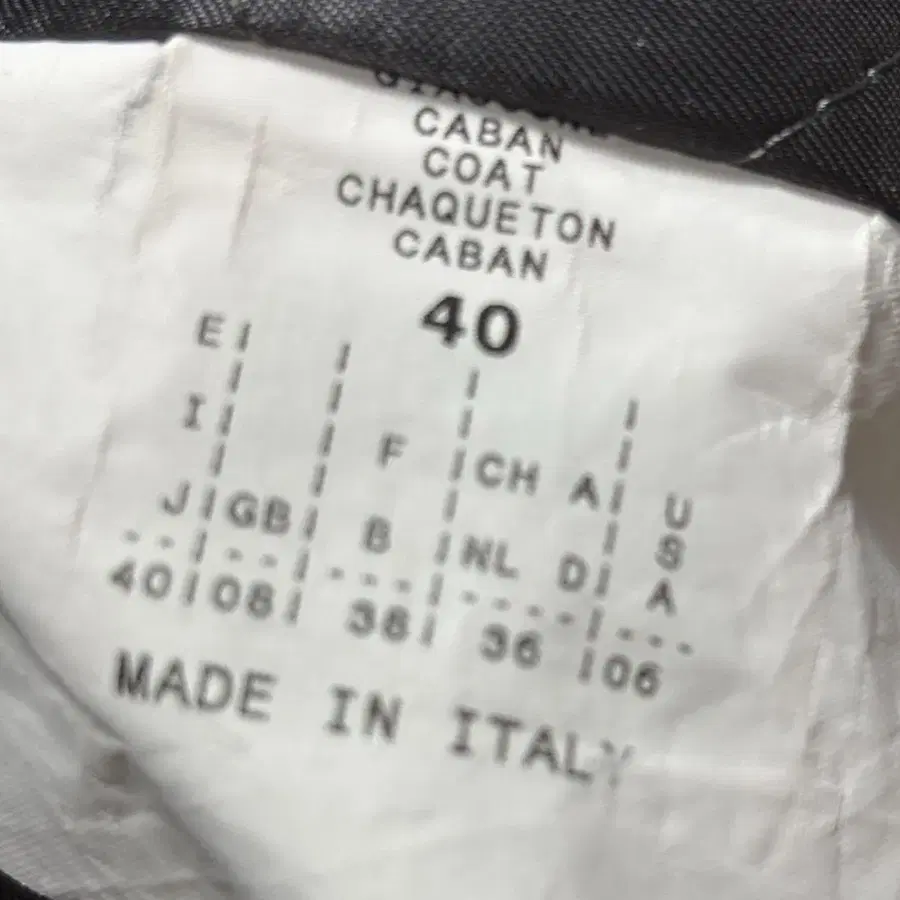 CABAN
COAT
CHAQUETON
CABAN
40
E
I F CH A U
J GB B NL D S
A
40 08 38 36 06
MADE IN ITALY